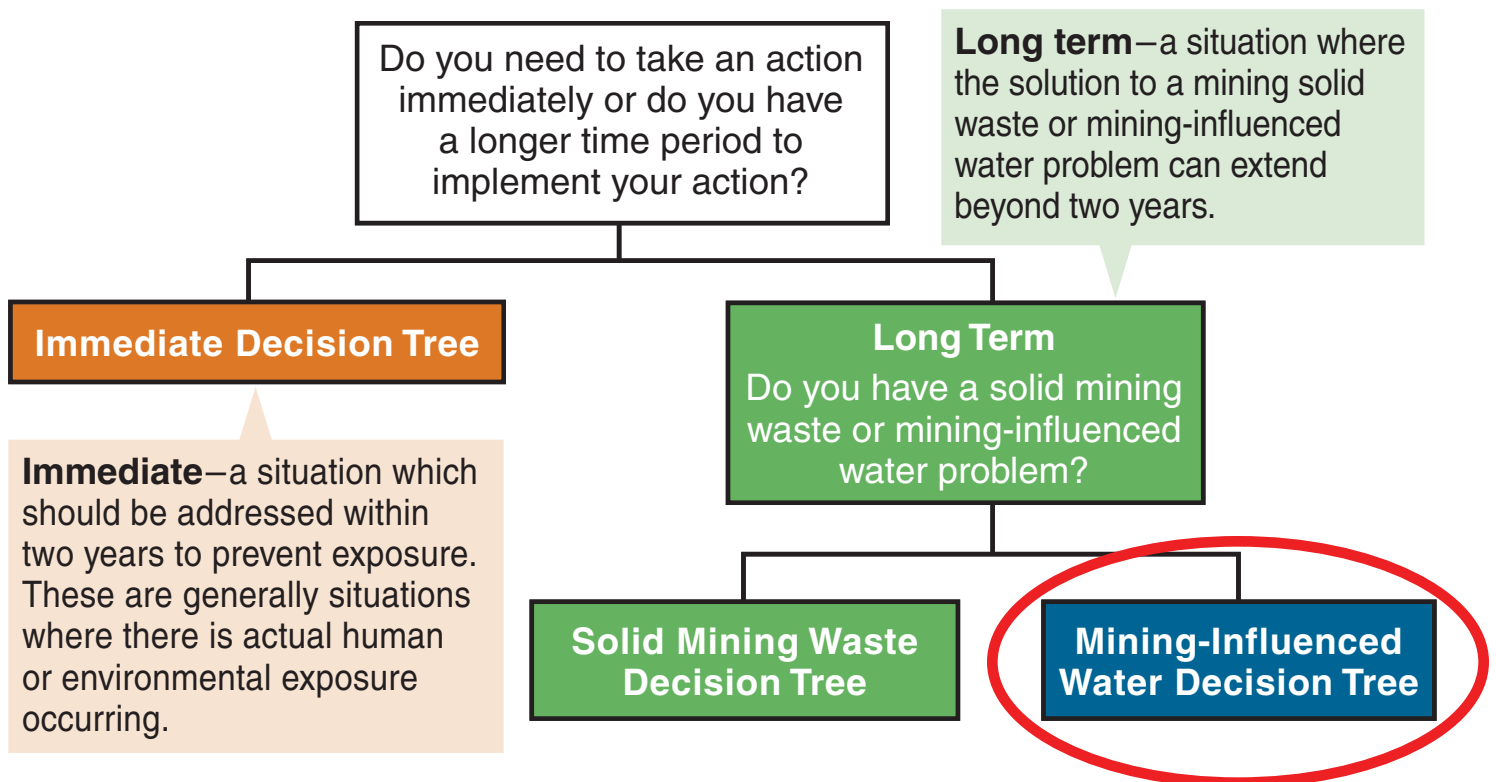 Do you need to take an action
immediately or do you have
a longer time period to
implement your action?
Long term–a situation where
the solution to a mining solid
waste or mining-influenced
water problem can extend
beyond two years.
Immediate Decision Tree
Long Term
Do you have a solid mining
waste or mining-influenced
water problem?
Immediate–a situation which
should be addressed within
two years to prevent exposure.
These are generally situations
where there is actual human
or environmental exposure
occurring.
Solid Mining Waste
Decision Tree
Mining-Influenced
Water Decision Tree